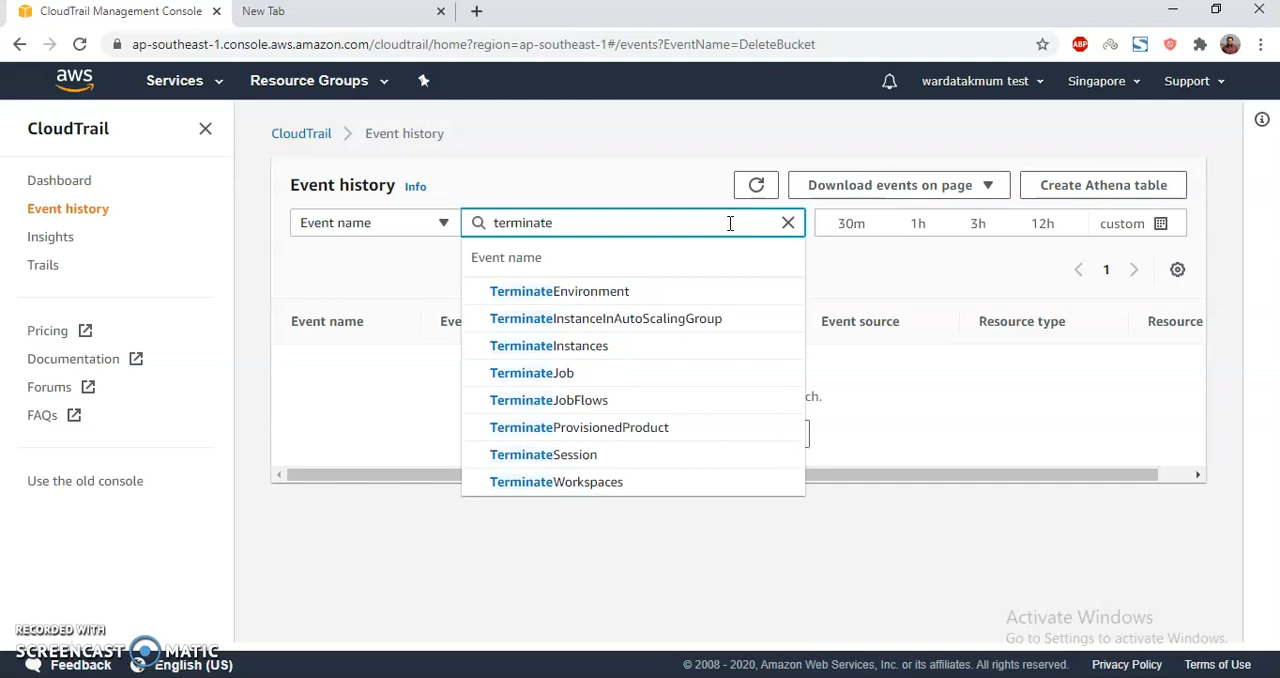 CloudTrail Management Console
New Tab
ap-southeast-1.console.aws.amazon.com/cloudtrail/home?region=ap-southeast-1#/events?EventName=DeleteBucket
ABP
aws
Services
Resource Groups
wardatakmum test
Singapore
Support
CloudTrail
Dashboard
Event history
Insights
Trails
Pricing
Documentation
Forums
FAQs
Use the old console
CloudTrail
Event history
Event history
Info
Download events on page
Create Athena table
Event name
terminate
30m
1h
3h
12h
custom
1
Event name
Eve
Event source
Resource type
Resource
ch.
Event name
TerminateEnvironment
TerminateInstanceInAutoScalingGroup
TerminateInstances
TerminateJob
TerminateJobFlows
TerminateProvisionedProduct
TerminateSession
TerminateWorkspaces
Activate Windows
Go to Settings to activate Windows.
RECORDED WITH
SCREENCAST MATIC
Feedback
English (US)
© 2008 - 2020, Amazon Web Services, Inc. or its affiliates. All rights reserved.
Privacy Policy
Terms of Use